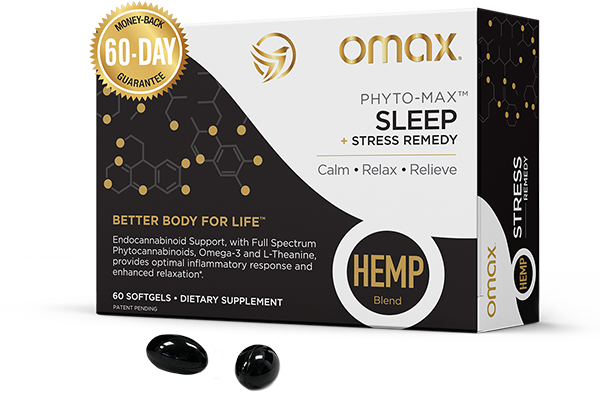 MONEY-BACK
60-DAY
GUARANTEE
omax®
PHYTO-MAX™
SLEEP
+ STRESS REMEDY
Calm • Relax • Relieve
BETTER BODY FOR LIFE™
Endocannabinoid Support, with Full Spectrum
Phytocannabinoids, Omega-3 and L-Theanine,
provides optimal inflammatory response and
enhanced relaxation*.
60 SOFTGELS • DIETARY SUPPLEMENT
PATENT PENDING
HEMP
Blend
STRESS
REMEDY
omax®
HEMP